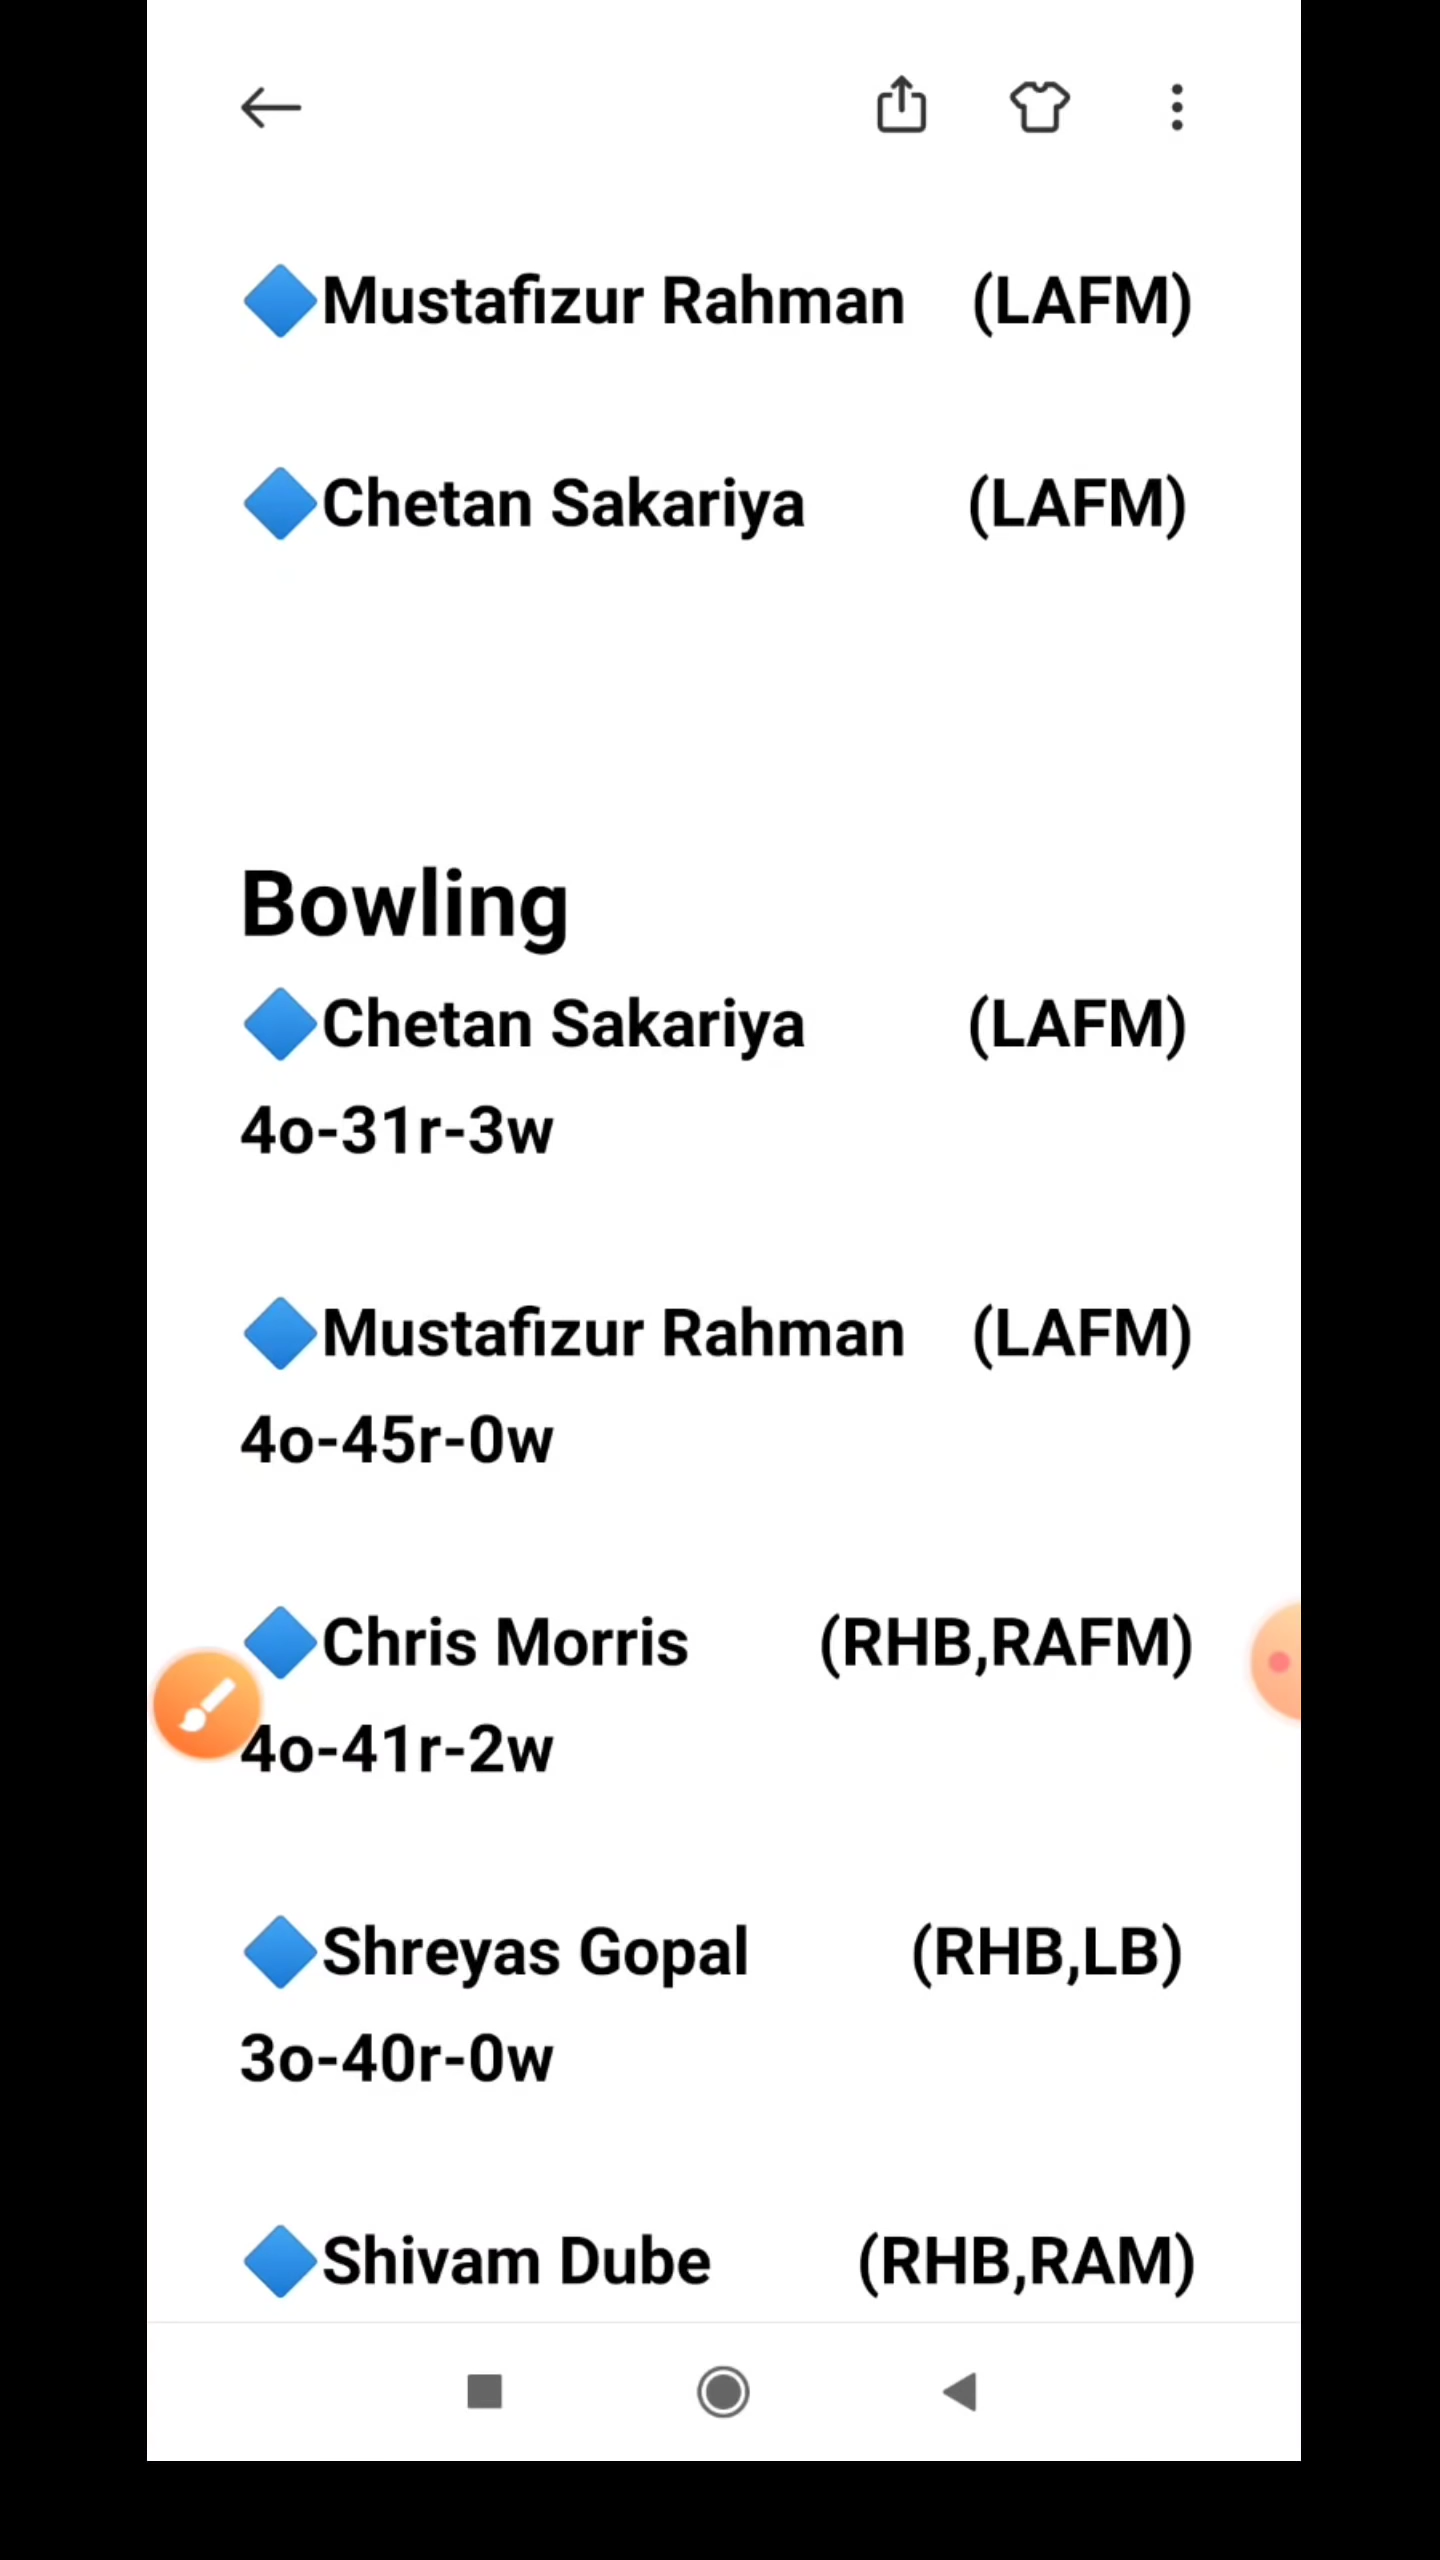 🔷Mustafizur Rahman (LAFM)
🔷Chetan Sakariya (LAFM)
Bowling
🔷Chetan Sakariya (LAFM)
4o-31r-3w
🔷Mustafizur Rahman (LAFM)
4o-45r-0w
🔷Chris Morris (RHB,RAFM)
4o-41r-2w
🔷Shreyas Gopal (RHB,LB)
3o-40r-0w
🔷Shivam Dube (RHB,RAM)